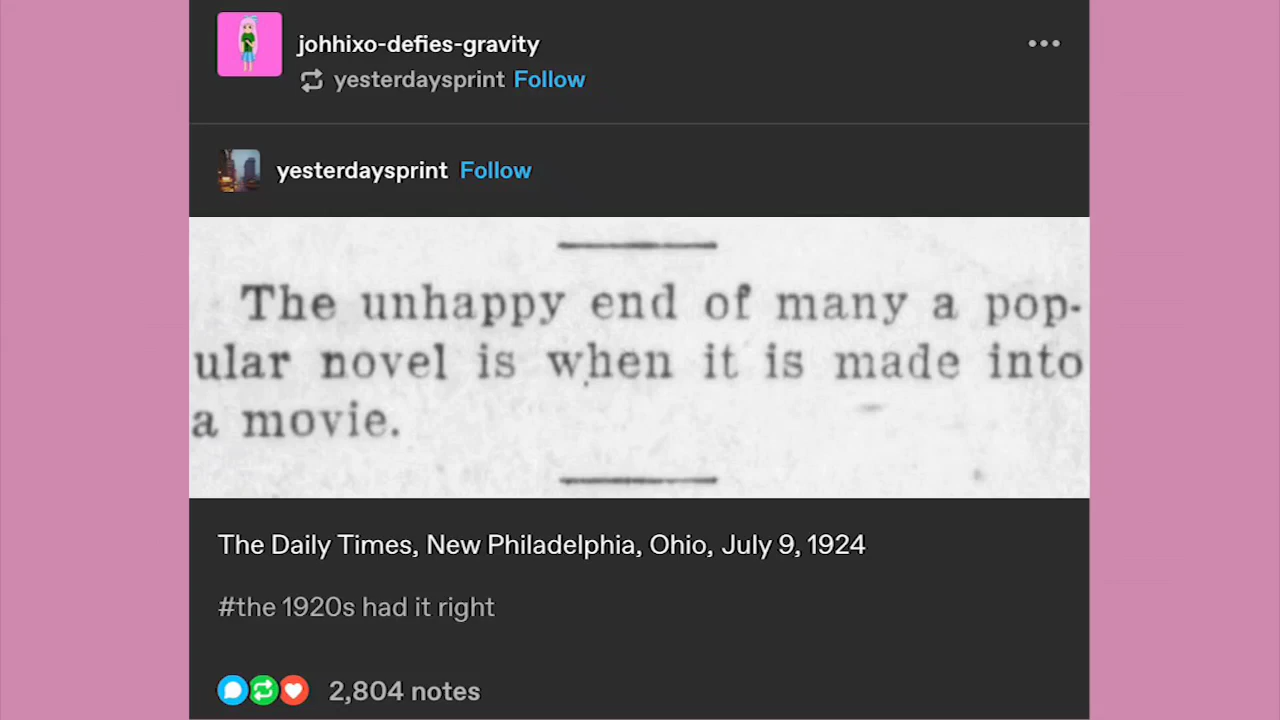 johhixo-defies-gravity
yesterdaysprint Follow
yesterdaysprint Follow
The unhappy end of many a pop-
ular novel is when it is made into
a movie.
The Daily Times, New Philadelphia, Ohio, July 9, 1924
#the 1920s had it right
2,804 notes